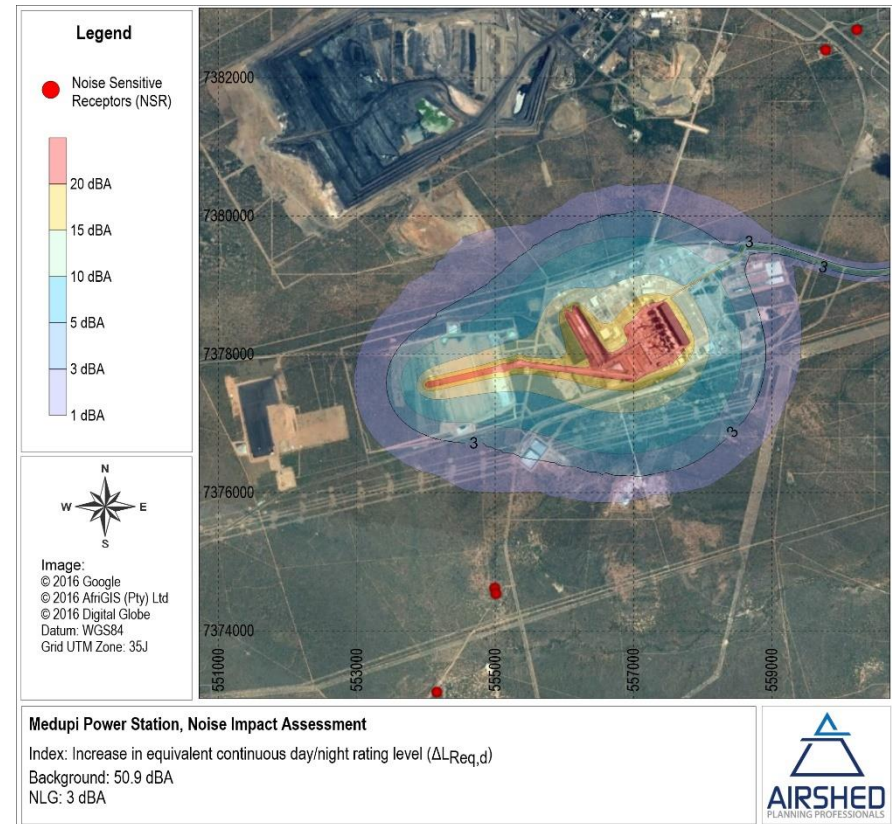 Legend
Noise Sensitive
Receptors (NSR)
20 dBA
15 dBA
10 dBA
5 dBA
3 dBA
1 dBA
N
W
E
S
Image:
© 2016 Google
© 2016 AfriGIS (Pty) Ltd
© 2016 Digital Globe
Datum: WGS84
Grid UTM Zone: 35J
7382000
7380000
7378000
7376000
7374000
551000
553000
555000
557000
559000
3
3
3
3
Medupi Power Station, Noise Impact Assessment
Index: Increase in equivalent continuous day/night rating level (ΔLReq,d)
Background: 50.9 dBA
NLG: 3 dBA
AIRSHED
PLANNING PROFESSIONALS